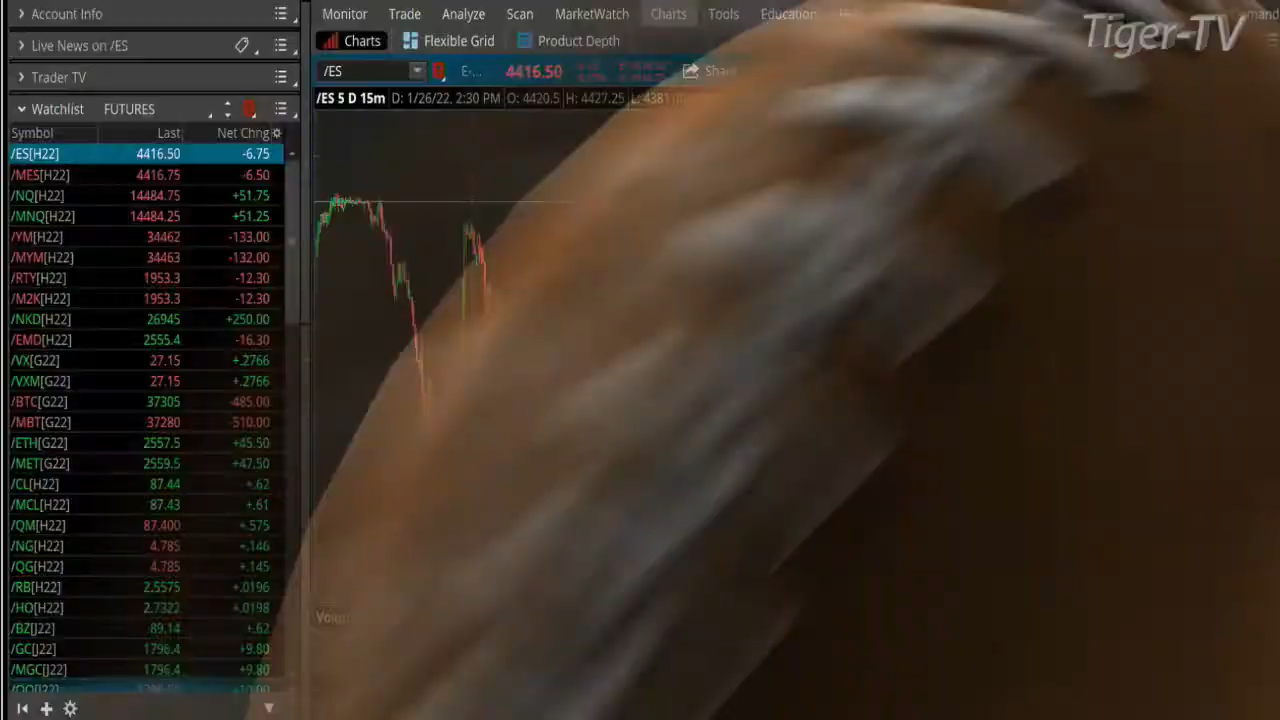 Account Info
Monitor Trade Analyze Scan MarketWatch Charts Tools Education
Tiger-TV
Live News on /ES
Charts Flexible Grid Product Depth
Trader TV
/ES E-... 4416.50 Share
Watchlist FUTURES
/ES 5 D 15m D: 1/26/22, 2:30 PM O: 4420.5 H: 4427.25 L: 4381
Symbol Last Net Chng
/ES[H22] 4416.50 -6.75
/MES[H22] 4416.75 -6.50
/NQ[H22] 14484.75 +51.75
/MNQ[H22] 14484.25 +51.25
/YM[H22] 34462 -133.00
/MYM[H22] 34463 -132.00
/RTY[H22] 1953.3 -12.30
/M2K[H22] 1953.3 -12.30
/NKD[H22] 26945 +250.00
/EMD[H22] 2555.4 -16.30
/VX[G22] 27.15 +.2766
/VXM[G22] 27.15 +.2766
/BTC[G22] 37305 -485.00
/MBT[G22] 37280 -510.00
/ETH[G22] 2557.5 +45.50
/MET[G22] 2559.5 +47.50
/CL[H22] 87.44 +.62
/MCL[H22] 87.43 +.61
/QM[H22] 87.400 +.575
/NG[H22] 4.785 +.146
/QG[H22] 4.785 +.145
/RB[H22] 2.5575 +.0196
/HO[H22] 2.7322 +.0198
/BZ[J22] 89.14 +.62
/GC[J22] 1796.4 +9.80
/MGC[J22] 1796.4 +9.80